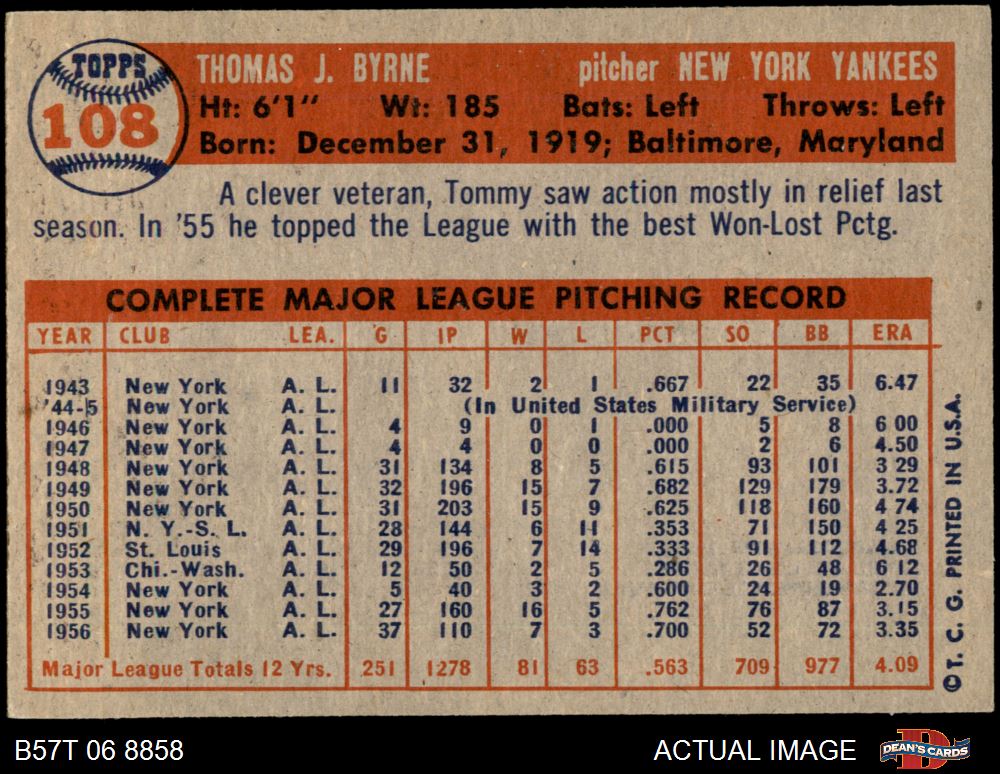 TOPPS
108
THOMAS J. BYRNE pitcher NEW YORK YANKEES
Ht: 6'1" Wt: 185 Bats: Left Throws: Left
Born: December 31, 1919; Baltimore, Maryland
A clever veteran, Tommy saw action mostly in relief last
season. In '55 he topped the League with the best Won-Lost Pctg.
COMPLETE MAJOR LEAGUE PITCHING RECORD
YEAR CLUB LEA. G IP W L PCT SO BB ERA
1943 New York A. L. 11 32 2 1 .667 22 35 6.47
'44-5 New York A. L. (In United States Military Service)
1946 New York A. L. 4 9 0 1 .000 5 8 6 00
1947 New York A. L. 4 4 0 0 .000 2 6 4.50
1948 New York A. L. 31 134 8 5 .615 93 101 3 29
1949 New York A. L. 32 196 15 7 .682 129 179 3.72
1950 New York A. L. 31 203 15 9 .625 118 160 4 74
1951 N. Y.-S. L. A. L. 28 144 6 11 .353 71 150 4 25
1952 St. Louis A. L. 29 196 7 14 .333 91 112 4.68
1953 Chi.-Wash. A. L. 12 50 2 5 .286 26 48 6 12
1954 New York A. L. 5 40 3 2 .600 24 19 2.70
1955 New York A. L. 27 160 16 5 .762 76 87 3.15
1956 New York A. L. 37 110 7 3 .700 52 72 3.35
Major League Totals 12 Yrs. 251 1278 81 63 .563 709 977 4.09
©T. C. G. PRINTED IN U.S.A.
B57T 06 8858 ACTUAL IMAGE
DEAN'S CARDS